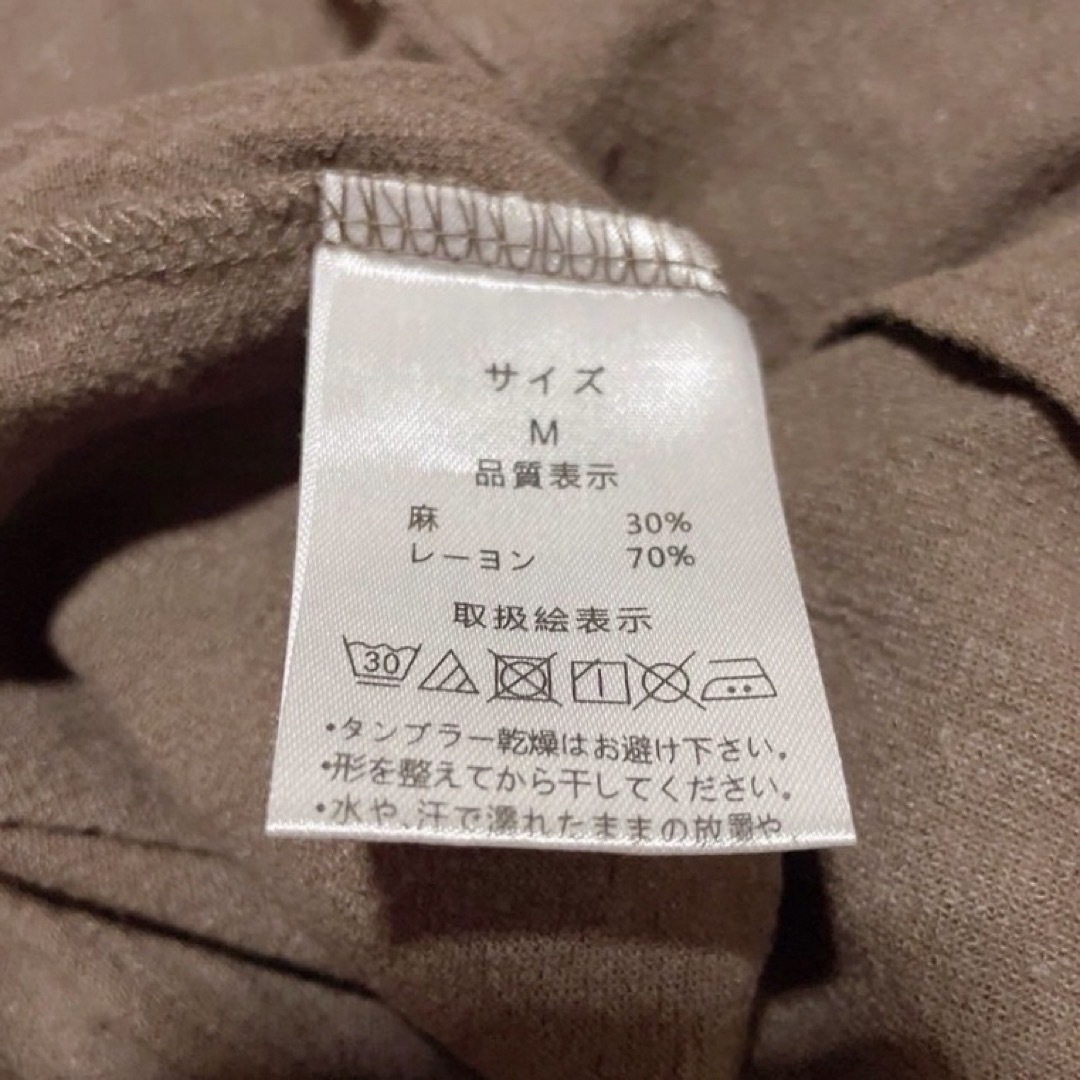 サイズ
M
品質表示
麻 30%
レーヨン 70%
取扱絵表示
30
•タンブラー乾燥はお避け下さい。
•形を整えてから干してください。
•水や、汗で濡れたままの放置や